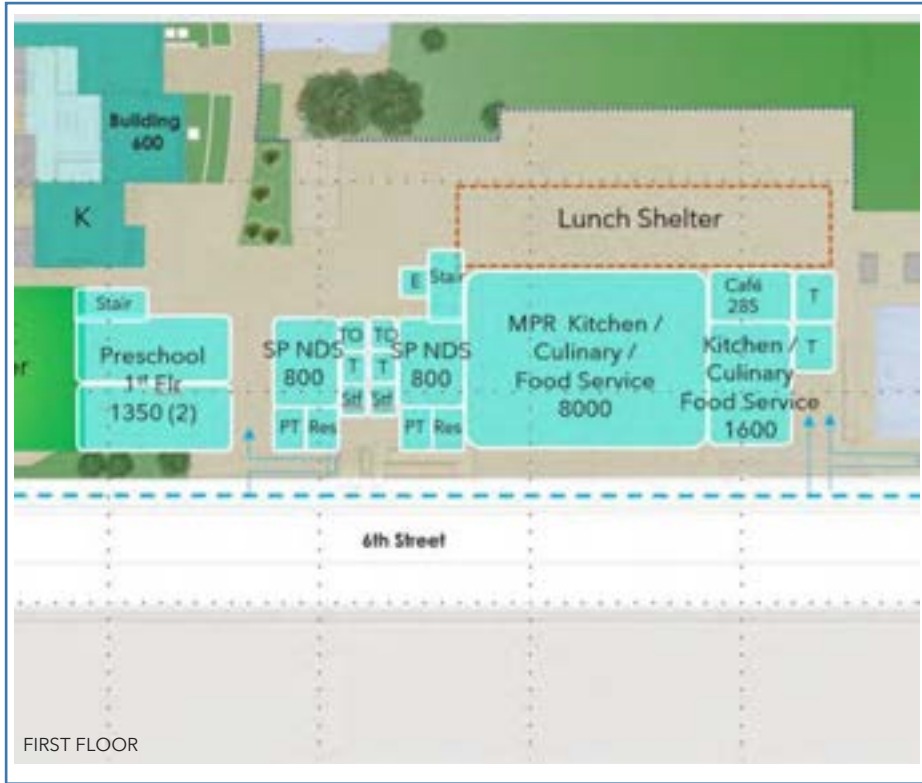 Building
600
K
Lunch Shelter
Stair
E
Stair
Café
285
T
Preschool
1st Elr
1350 (2)
SP NDS
800
TO
TO
T
T
Stf
Stf
SP NDS
800
PT
Res
PT
Res
MPR Kitchen /
Culinary /
Food Service
8000
Kitchen /
Culinary
Food Service
1600
T
6th Street
FIRST FLOOR